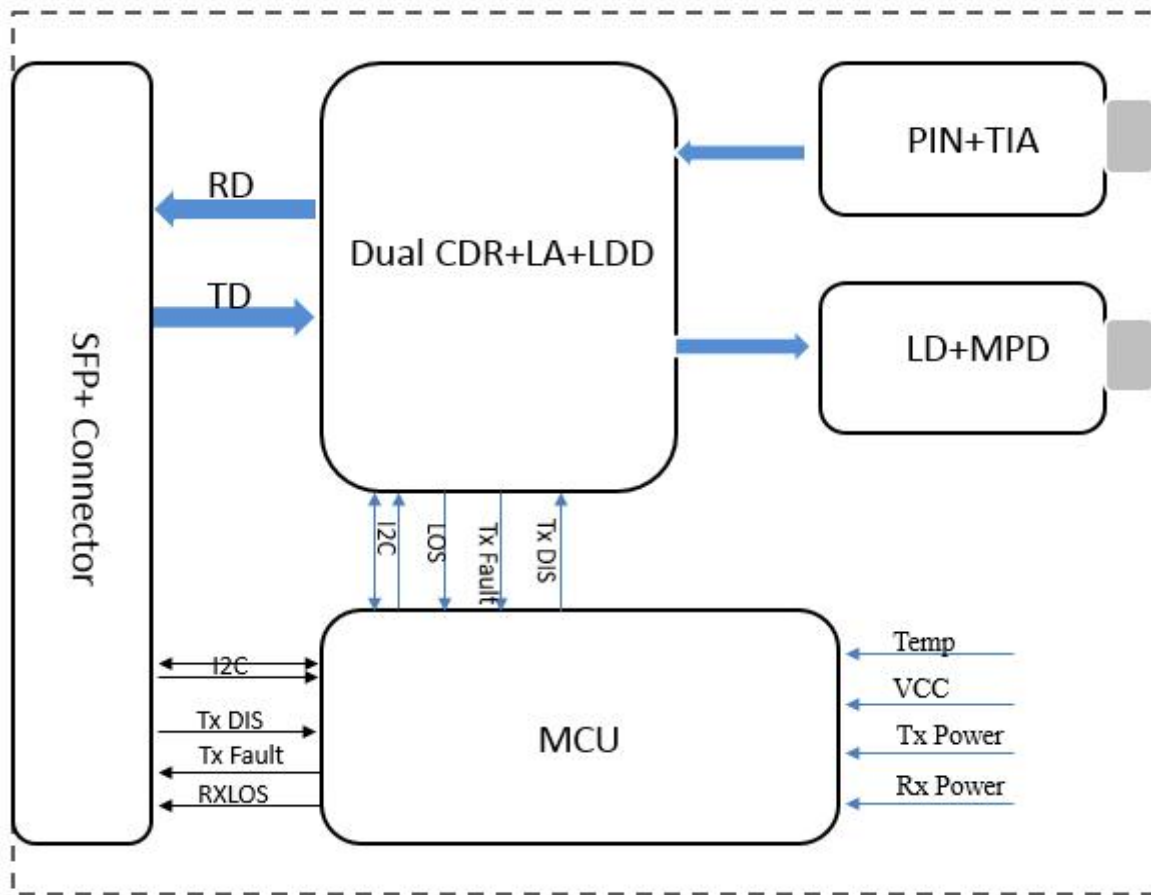 PIN+TIA
RD
Dual CDR+LA+LDD
TD
LD+MPD
SFP+ Connector
I2C
LOS
Tx Fault
Tx DIS
Temp
I2C
VCC
Tx DIS
MCU
Tx Power
Tx Fault
Rx Power
RXLOS